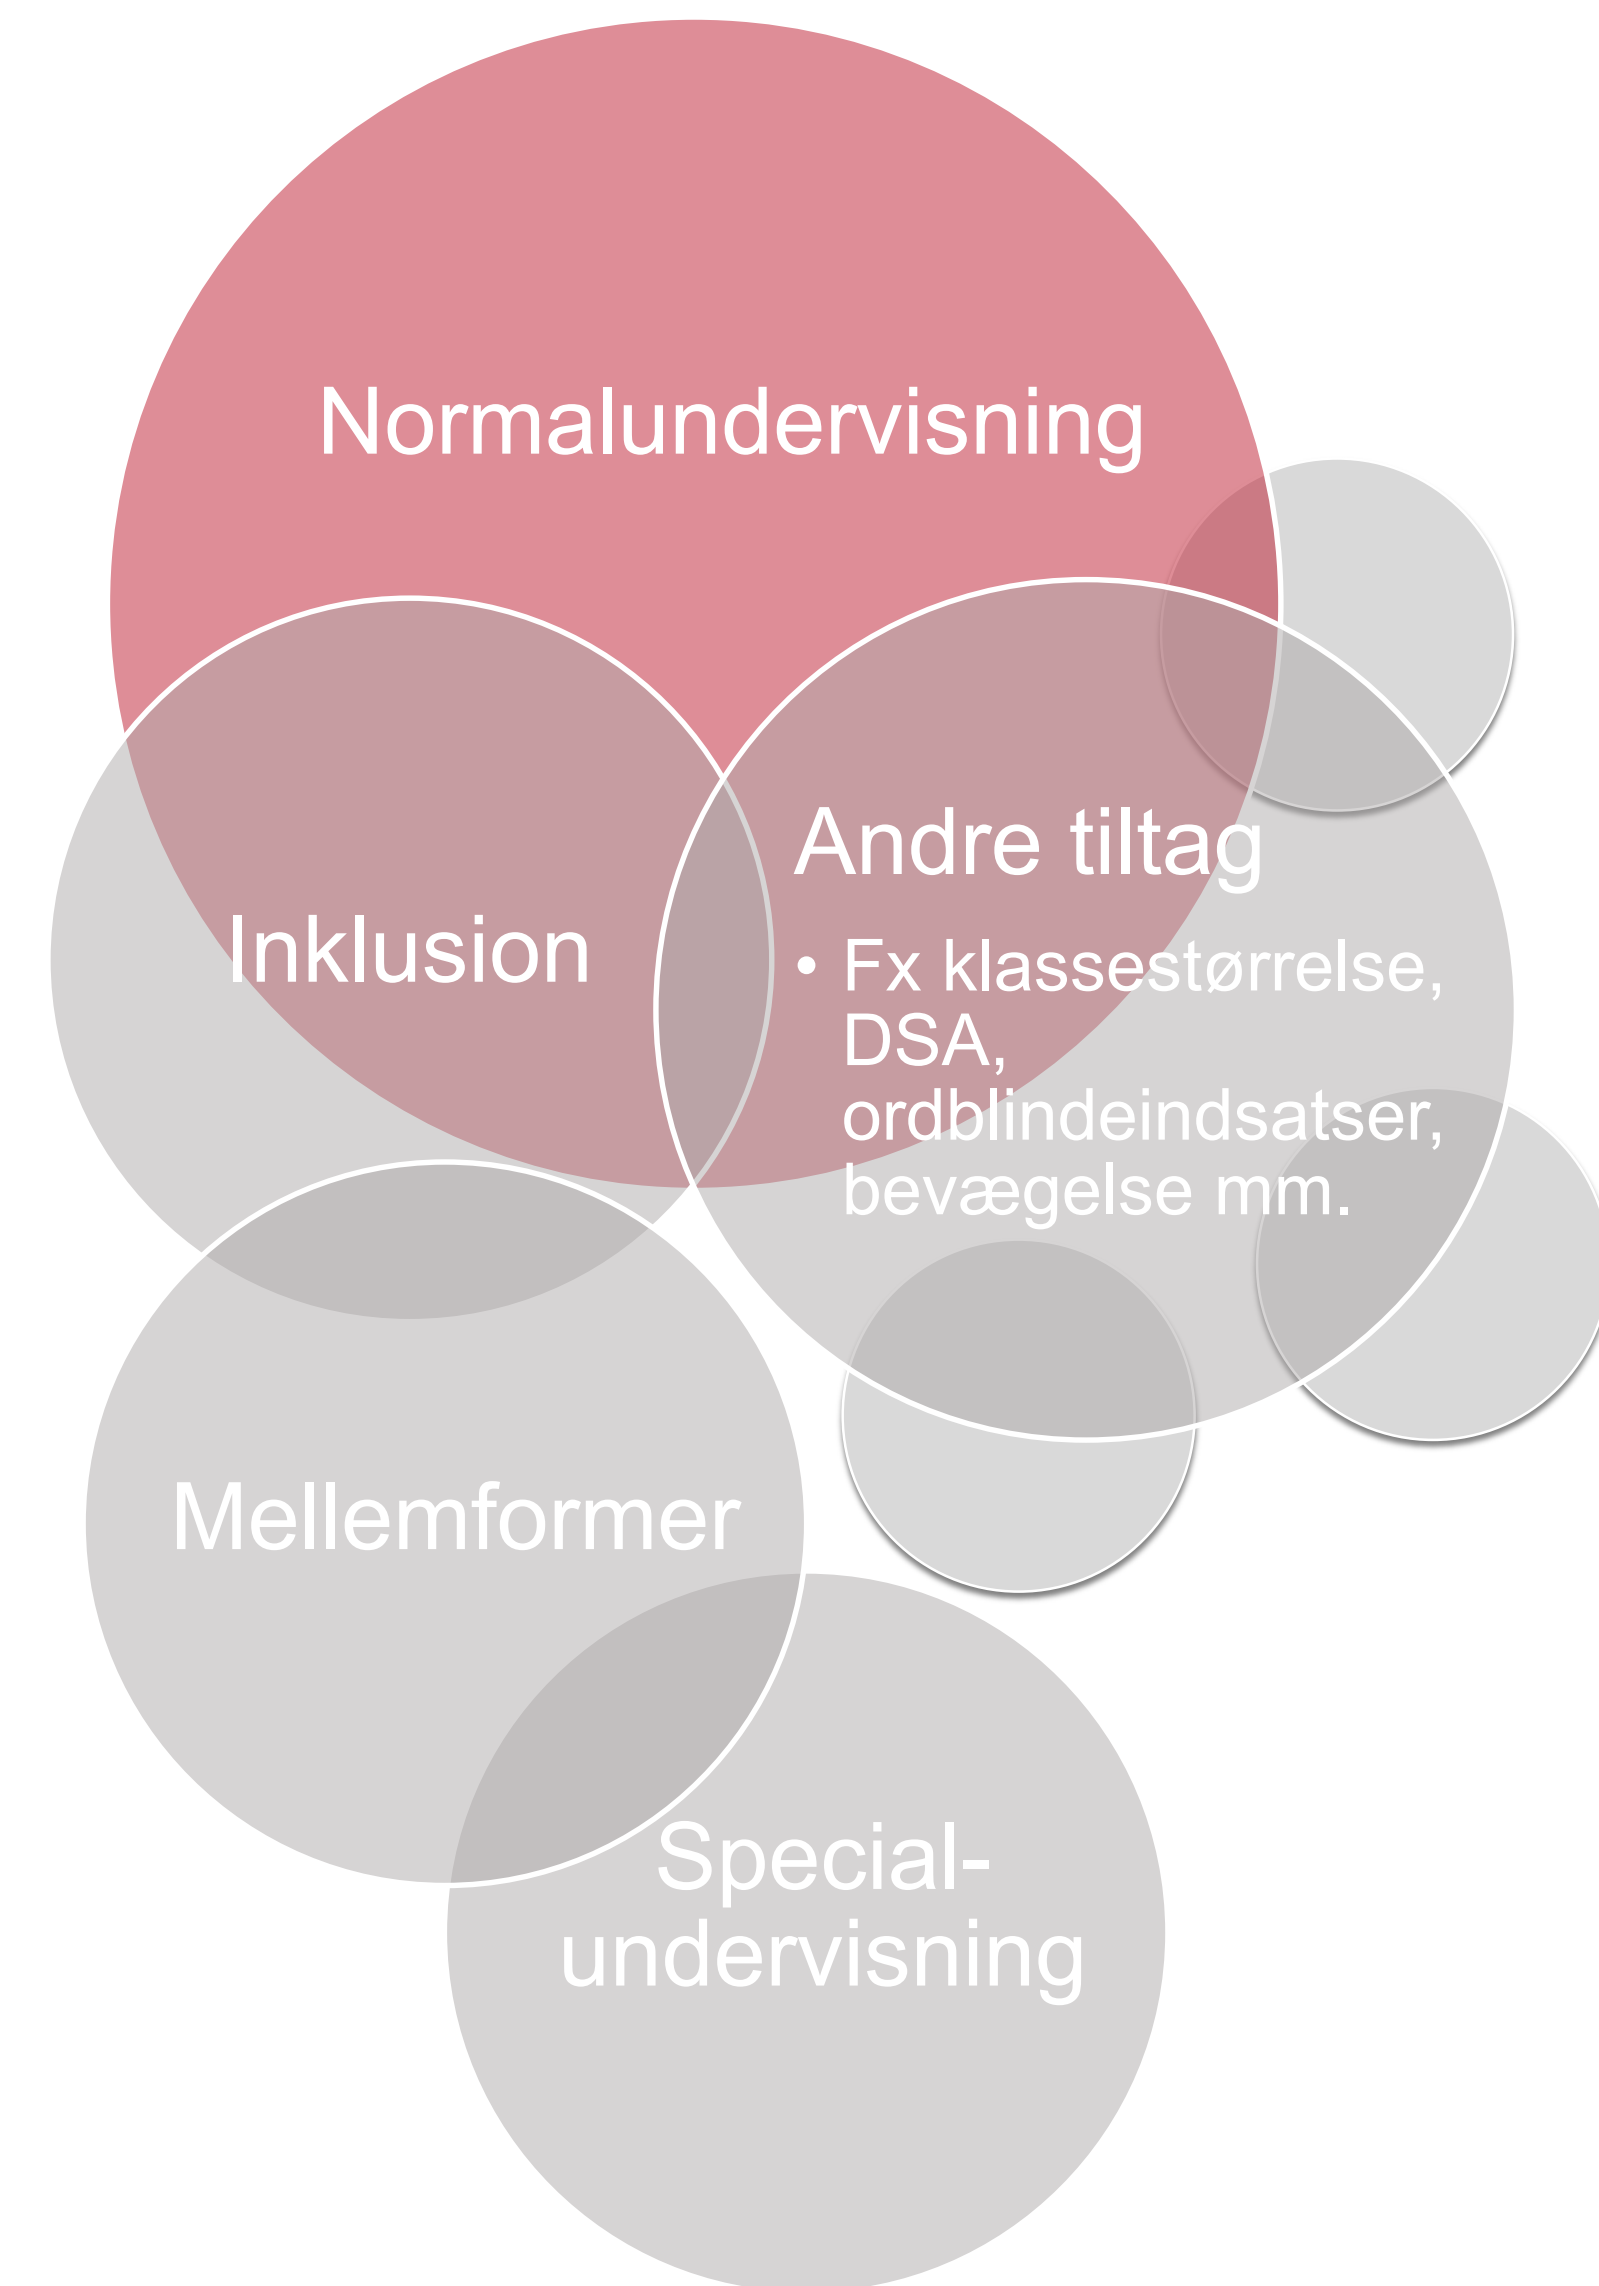 Normalundervisning
Andre tiltag
• Fx klassestørrelse,
DSA,
ordblindeindsatser,
bevægelse mm.
Inklusion
Mellemformer
Special-
undervisning